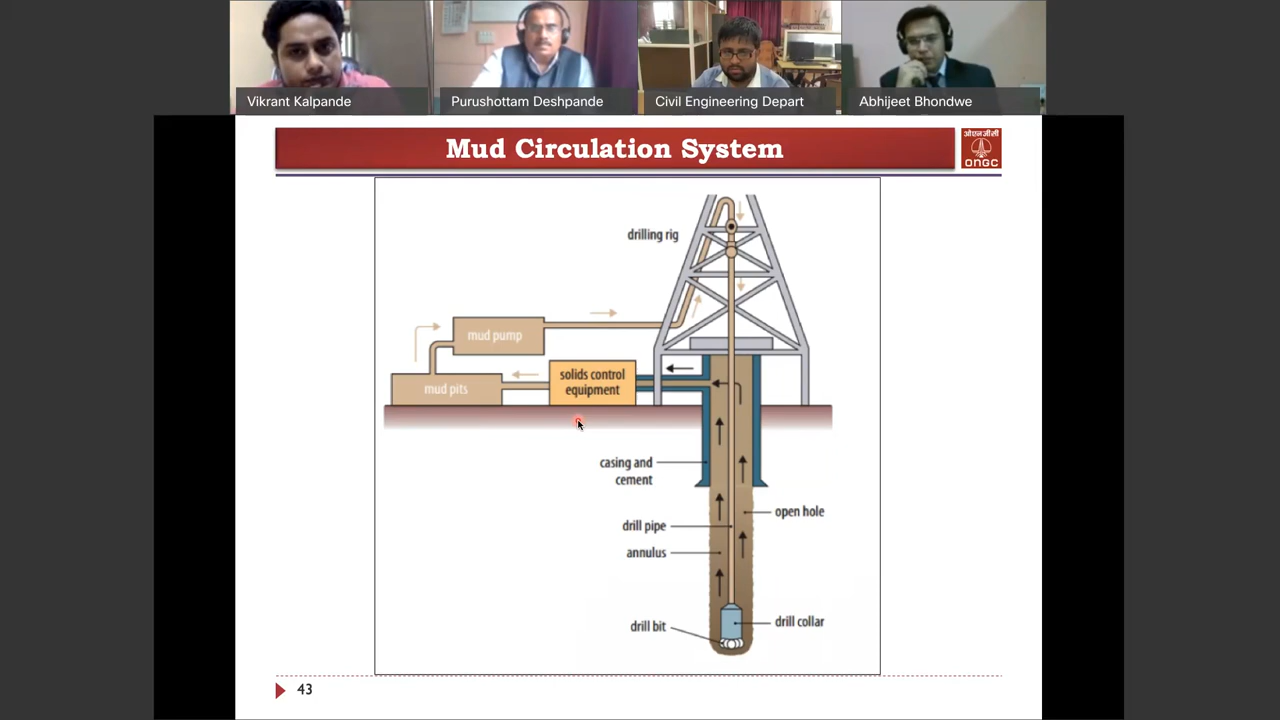 Vikrant Kalpande
Purushottam Deshpande
Civil Engineering Depart
Abhijeet Bhondwe
Mud Circulation System
ओएनजीसी
ONGC
drilling rig
mud pump
solids control
equipment
mud pits
casing and
cement
open hole
drill pipe
annulus
drill bit
drill collar
43